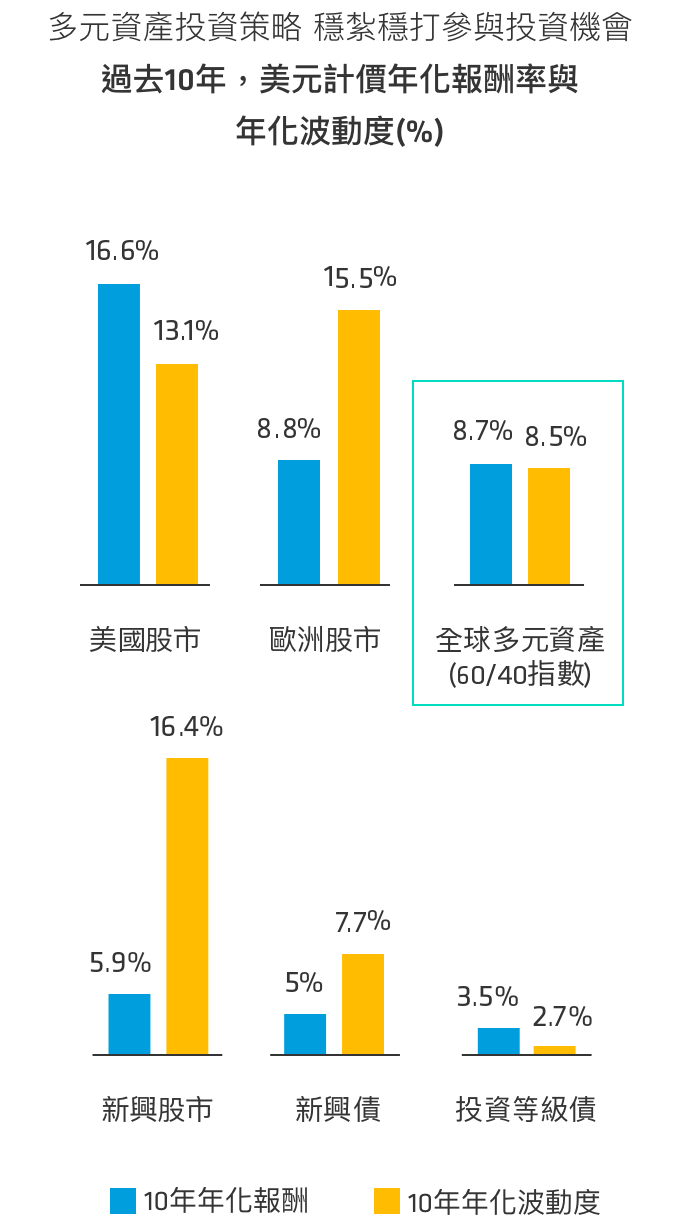 多元資產投資策略 穩紮穩打參與投資機會
過去10年，美元計價年化報酬率與
年化波動度(%)
16.6%
13.1%
美國股市
8.8%
15.5%
歐洲股市
8.7%
8.5%
全球多元資產
(60/40指數)
5.9%
16.4%
新興股市
5%
7.7%
新興債
3.5%
2.7%
投資等級債
10年年化報酬
10年年化波動度